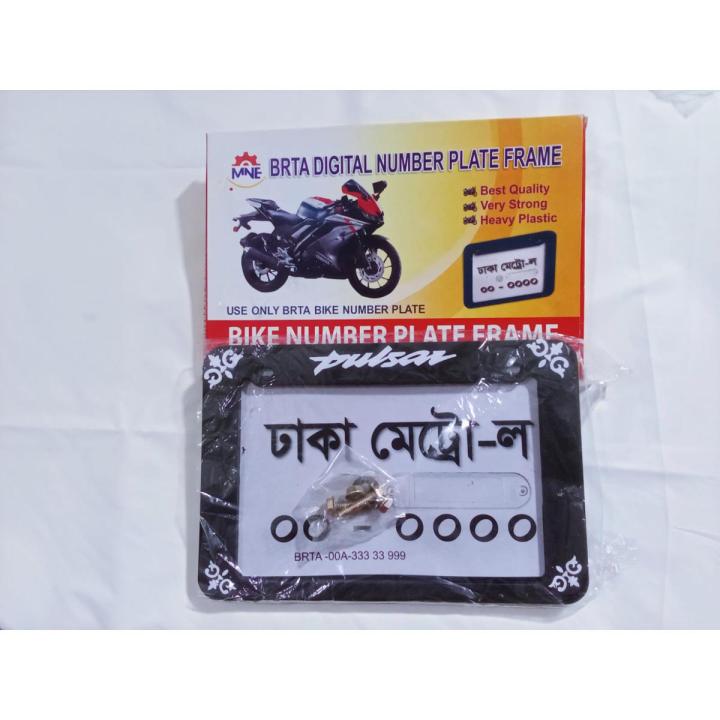 MNE
BRTA DIGITAL NUMBER PLATE FRAME
Best Quality
Very Strong
Heavy Plastic
ঢাকা মেট্রো-ল
০০ - ০০০০
USE ONLY BRTA BIKE NUMBER PLATE
BIKE NUMBER PLATE FRAME
pulsar
ঢাকা মেট্রো-ল
০০ - ০০০০
BRTA -00A-333 33 999